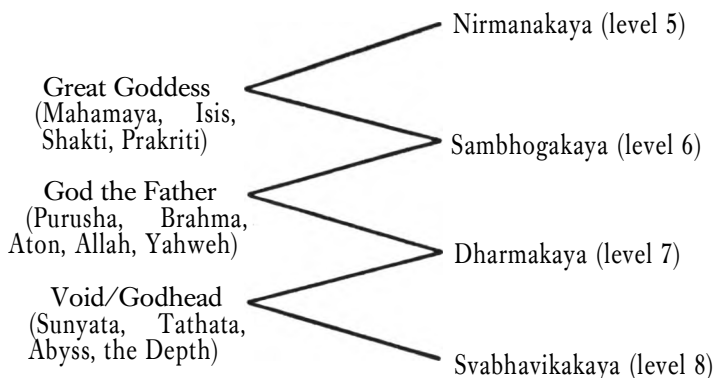 Nirmanakaya (level 5)
Great Goddess
(Mahamaya, Isis,
Shakti, Prakriti)
Sambhogakaya (level 6)
God the Father
(Purusha, Brahma,
Aton, Allah, Yahweh)
Dharmakaya (level 7)
Void/Godhead
(Sunyata, Tathata,
Abyss, the Depth)
Svabhavikakaya (level 8)